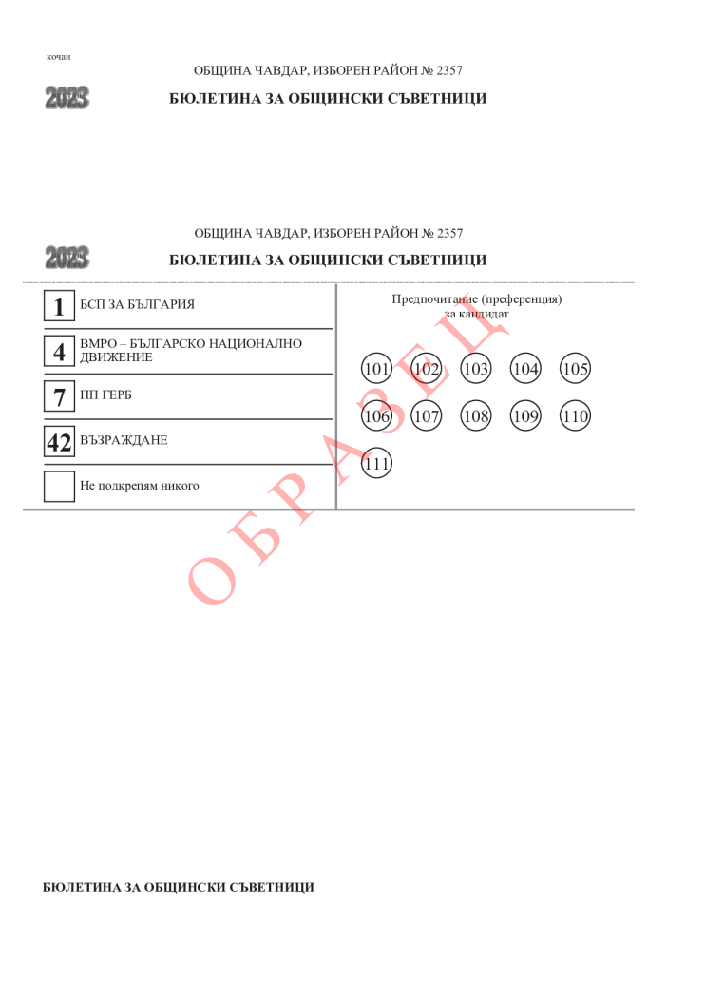 кочан
ОБЩИНА ЧАВДАР, ИЗБОРЕН РАЙОН № 2357
2023
БЮЛЕТИНА ЗА ОБЩИНСКИ СЪВЕТНИЦИ
ОБЩИНА ЧАВДАР, ИЗБОРЕН РАЙОН № 2357
2023
БЮЛЕТИНА ЗА ОБЩИНСКИ СЪВЕТНИЦИ
1 БСП ЗА БЪЛГАРИЯ
4 ВМРО – БЪЛГАРСКО НАЦИОНАЛНО
ДВИЖЕНИЕ
7 ПП ГЕРБ
42 ВЪЗРАЖДАНЕ
Не подкрепям никого
Предпочитание (преференция)
за кандидат
101 102 103 104 105
106 107 108 109 110
111
ОБРАЗЕЦ
БЮЛЕТИНА ЗА ОБЩИНСКИ СЪВЕТНИЦИ